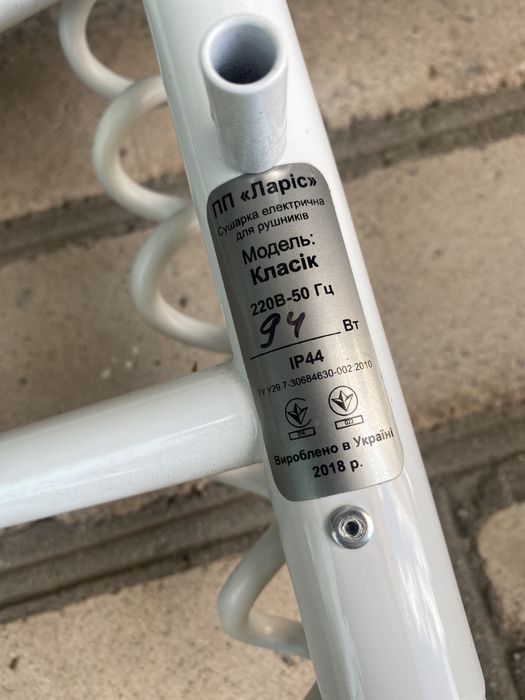 ПП «Ларіс»
Сушарка електрична
для рушників
Модель:
Класік
220В-50 Гц
94 Вт
IP44
ТУ У29.7-30684630-002:2010
Вироблено в Україні
2018 р.